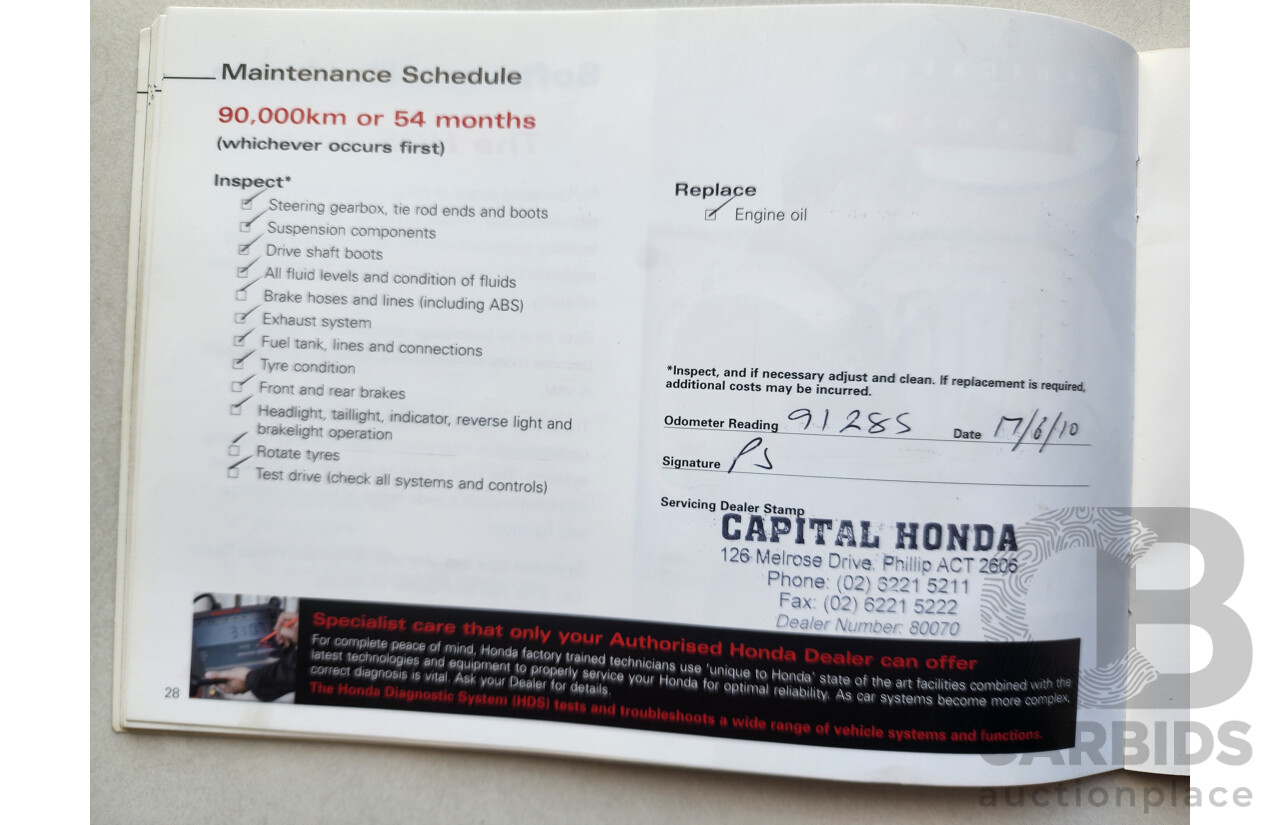 Maintenance Schedule
90,000km or 54 months
(whichever occurs first)
Inspect*
Steering gearbox, tie rod ends and boots
Suspension components
Drive shaft boots
All fluid levels and condition of fluids
Brake hoses and lines (including ABS)
Exhaust system
Fuel tank, lines and connections
Tyre condition
Front and rear brakes
Headlight, taillight, indicator, reverse light and
brakelight operation
Rotate tyres
Test drive (check all systems and controls)
Replace
Engine oil
*Inspect, and if necessary adjust and clean. If replacement is required,
additional costs may be incurred.
Odometer Reading 91285 Date 17/6/10
Signature PS
Servicing Dealer Stamp
CAPITAL HONDA
126 Melrose Drive. Phillip ACT 2606
Phone: (02) 6221 5211
Fax: (02) 6221 5222
Dealer Number: 80070
Specialist care that only your Authorised Honda Dealer can offer
For complete peace of mind, Honda factory trained technicians use 'unique to Honda' state of the art facilities combined with the
latest technologies and equipment to properly service your Honda for optimal reliability. As car systems become more complex,
correct diagnosis is vital. Ask your Dealer for details.
The Honda Diagnostic System (HDS) tests and troubleshoots a wide range of vehicle systems and functions.
28
CB
CARBIDS
auctionplace